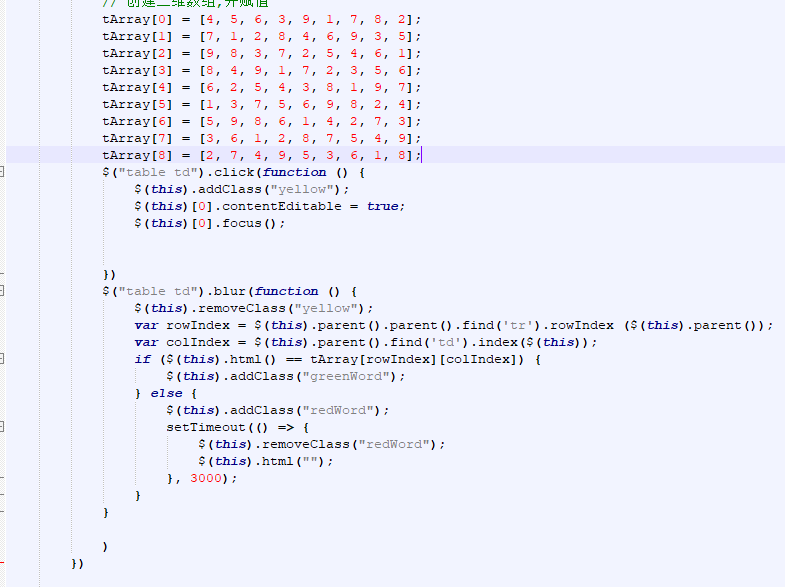 // 创建二维数组,并赋值
tArray[0] = [4, 5, 6, 3, 9, 1, 7, 8, 2];
tArray[1] = [7, 1, 2, 8, 4, 6, 9, 3, 5];
tArray[2] = [9, 8, 3, 7, 2, 5, 4, 6, 1];
tArray[3] = [8, 4, 9, 1, 7, 2, 3, 5, 6];
tArray[4] = [6, 2, 5, 4, 3, 8, 1, 9, 7];
tArray[5] = [1, 3, 7, 5, 6, 9, 8, 2, 4];
tArray[6] = [5, 9, 8, 6, 1, 4, 2, 7, 3];
tArray[7] = [3, 6, 1, 2, 8, 7, 5, 4, 9];
tArray[8] = [2, 7, 4, 9, 5, 3, 6, 1, 8];
$("table td").click(function () {
$(this).addClass("yellow");
$(this)[0].contentEditable = true;
$(this)[0].focus();
})
$("table td").blur(function () {
$(this).removeClass("yellow");
var rowIndex = $(this).parent().parent().find('tr').rowIndex ($(this).parent());
var colIndex = $(this).parent().find('td').index($(this));
if ($(this).html() == tArray[rowIndex][colIndex]) {
$(this).addClass("greenWord");
} else {
$(this).addClass("redWord");
setTimeout(() => {
$(this).removeClass("redWord");
$(this).html("");
}, 3000);
}
}
)
})